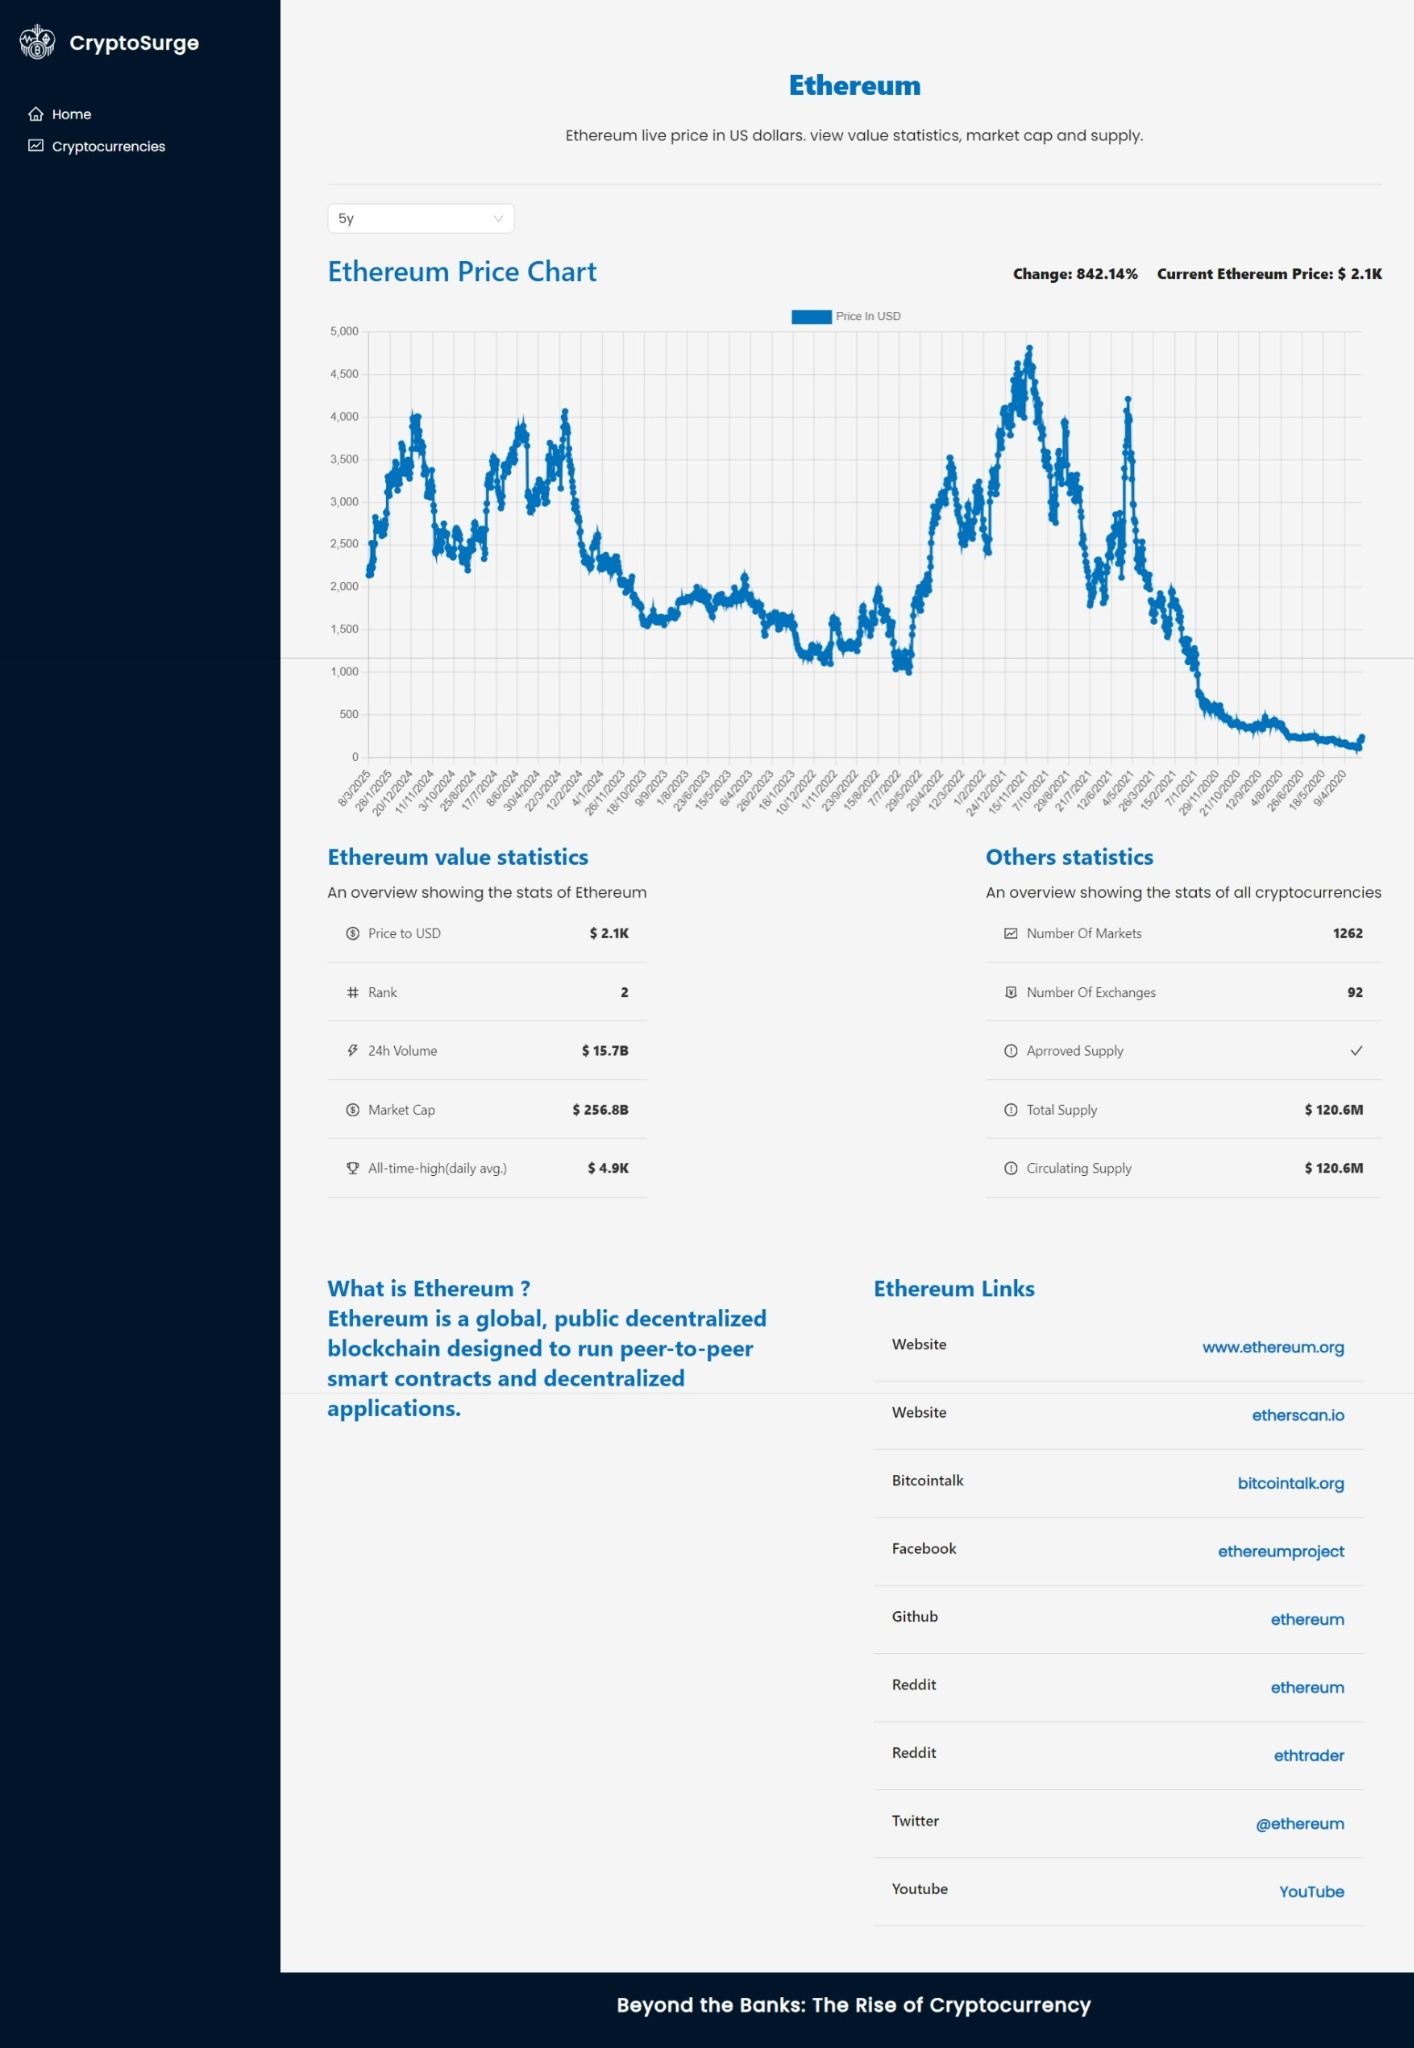 CryptoSurge
Home
Cryptocurrencies
Ethereum
Ethereum live price in US dollars. view value statistics, market cap and supply.
5y
Ethereum Price Chart
Change: 842.14% Current Ethereum Price: $ 2.1K
Price In USD
5,000
4,500
4,000
3,500
3,000
2,500
2,000
1,500
1,000
500
0
8/3/2025
28/1/2025
20/12/2024
11/11/2024
3/10/2024
25/8/2024
17/7/2024
8/6/2024
30/4/2024
22/3/2024
12/2/2024
4/1/2024
26/11/2023
18/10/2023
9/9/2023
1/8/2023
23/6/2023
15/5/2023
6/4/2023
26/2/2023
18/1/2023
10/12/2022
1/11/2022
23/9/2022
15/8/2022
7/7/2022
29/5/2022
20/4/2022
12/3/2022
1/2/2022
24/12/2021
15/11/2021
7/10/2021
29/8/2021
21/7/2021
12/6/2021
4/5/2021
26/3/2021
15/2/2021
7/1/2021
29/11/2020
21/10/2020
12/9/2020
4/8/2020
26/6/2020
18/5/2020
9/4/2020
Ethereum value statistics
An overview showing the stats of Ethereum
Price to USD $ 2.1K
Rank 2
24h Volume $ 15.7B
Market Cap $ 256.8B
All-time-high(daily avg.) $ 4.9K
Others statistics
An overview showing the stats of all cryptocurrencies
Number Of Markets 1262
Number Of Exchanges 92
Aprroved Supply
Total Supply $ 120.6M
Circulating Supply $ 120.6M
What is Ethereum ?
Ethereum is a global, public decentralized
blockchain designed to run peer-to-peer
smart contracts and decentralized
applications.
Ethereum Links
Website www.ethereum.org
Website etherscan.io
Bitcointalk bitcointalk.org
Facebook ethereumproject
Github ethereum
Reddit ethereum
Reddit ethtrader
Twitter @ethereum
Youtube YouTube
Beyond the Banks: The Rise of Cryptocurrency